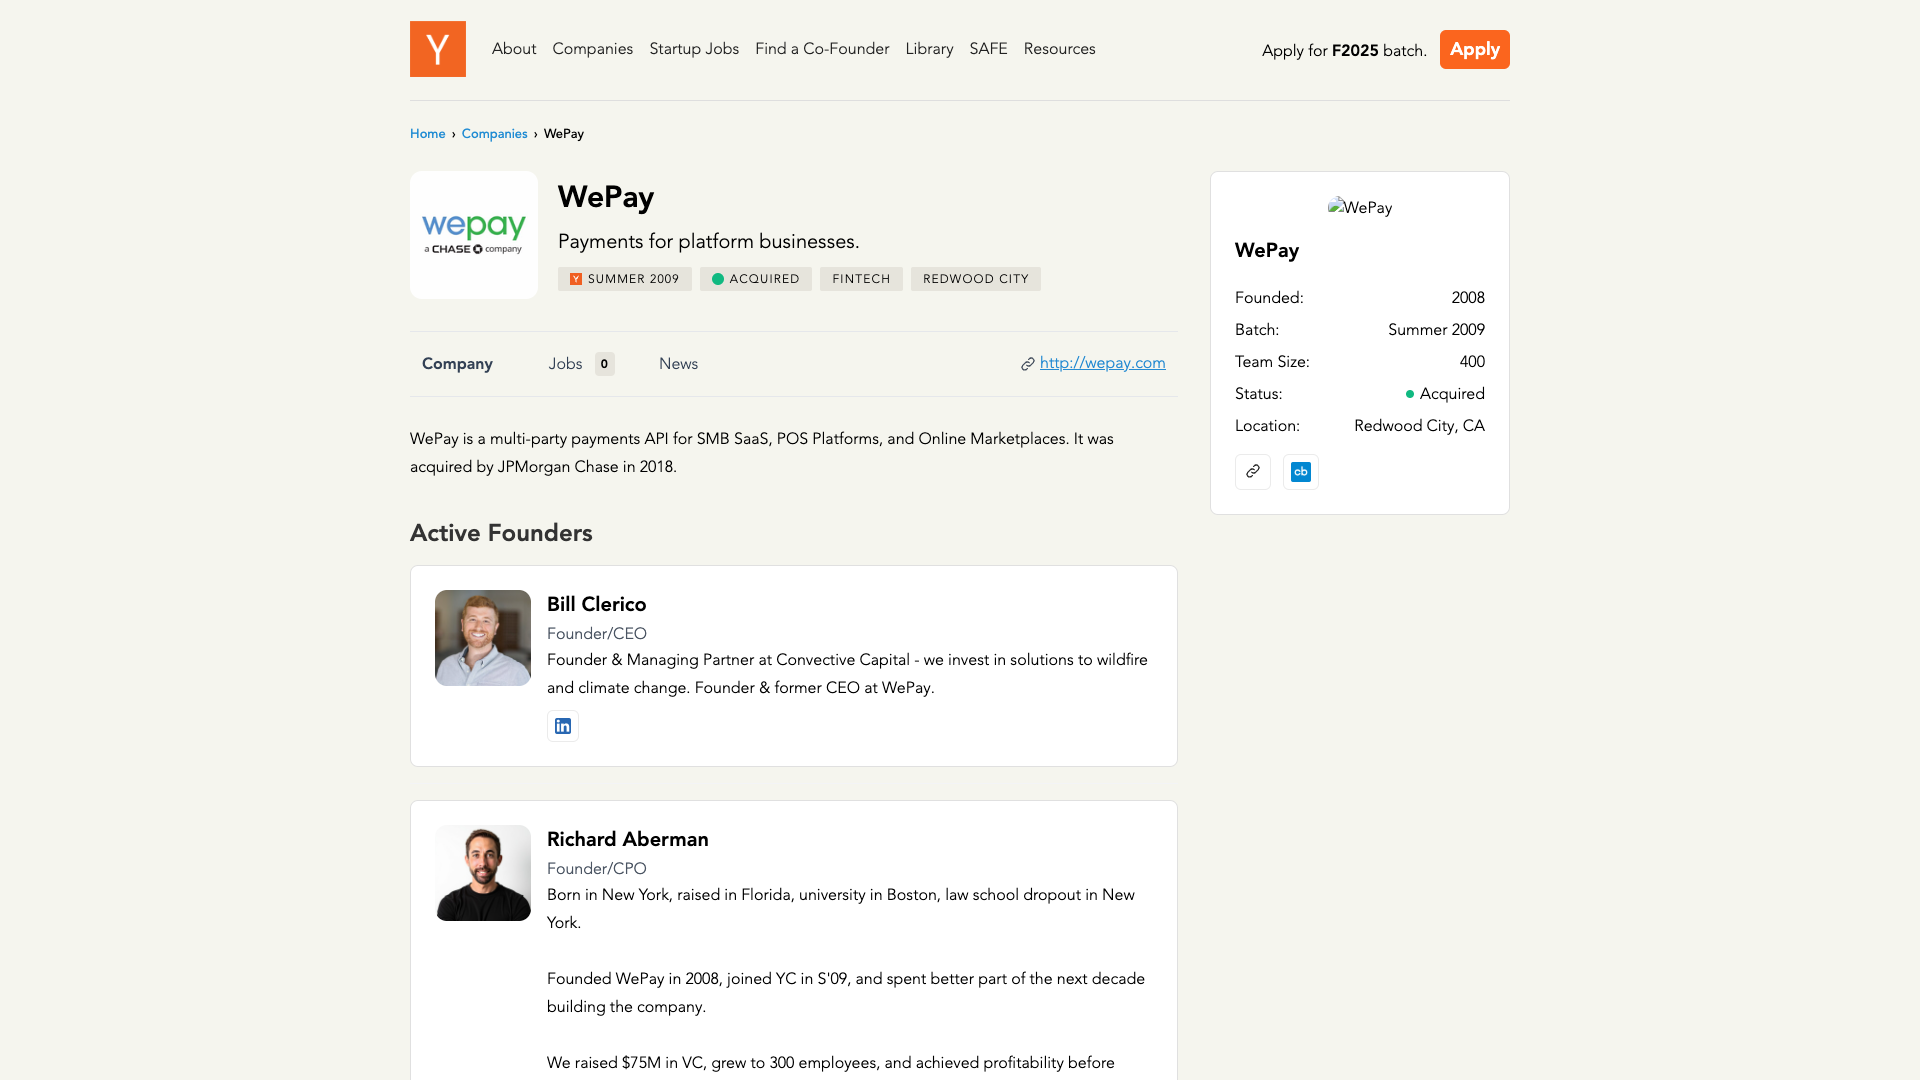 Y
About Companies Startup Jobs Find a Co-Founder Library SAFE Resources
Apply for F2025 batch. Apply
Home › Companies › WePay
wepay
a CHASE company
WePay
Payments for platform businesses.
Y SUMMER 2009 ACQUIRED FINTECH REDWOOD CITY
Company Jobs 0 News http://wepay.com
WePay is a multi-party payments API for SMB SaaS, POS Platforms, and Online Marketplaces. It was
acquired by JPMorgan Chase in 2018.
Active Founders
Bill Clerico
Founder/CEO
Founder & Managing Partner at Convective Capital - we invest in solutions to wildfire
and climate change. Founder & former CEO at WePay.
in
Richard Aberman
Founder/CPO
Born in New York, raised in Florida, university in Boston, law school dropout in New
York.
Founded WePay in 2008, joined YC in S'09, and spent better part of the next decade
building the company.
We raised $75M in VC, grew to 300 employees, and achieved profitability before
WePay
WePay
Founded: 2008
Batch: Summer 2009
Team Size: 400
Status: Acquired
Location: Redwood City, CA
cb